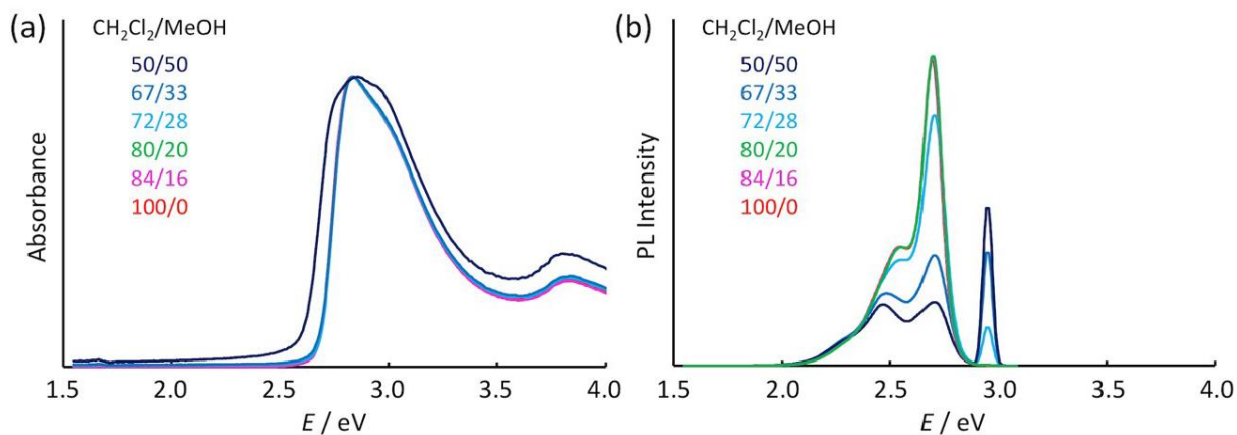 (a)
CH₂Cl₂/MeOH
50/50
67/33
72/28
80/20
84/16
100/0
Absorbance
1.5 2.0 2.5 3.0 3.5 4.0
E / eV
(b)
CH₂Cl₂/MeOH
50/50
67/33
72/28
80/20
84/16
100/0
PL Intensity
1.5 2.0 2.5 3.0 3.5 4.0
E / eV